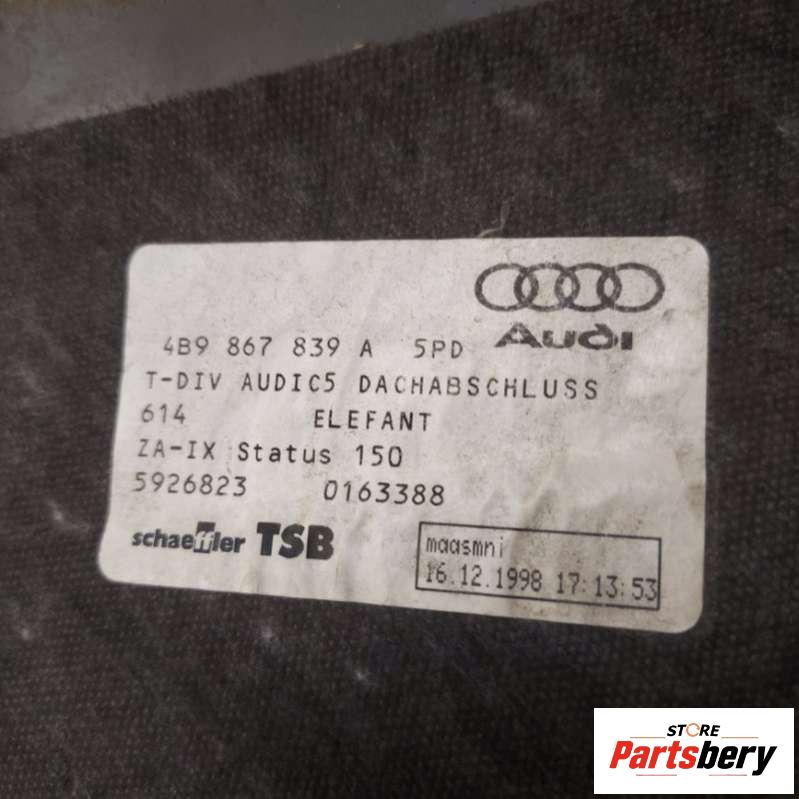 Audi
4B9 867 839 A 5PD
T-DIV AUDIC5 DACHABSCHLUSS
614 ELEFANT
ZA-IX Status 150
5926823 0163388
schaeffler TSB
maasmni
16.12.1998 17:13:53
STORE
Partsbery